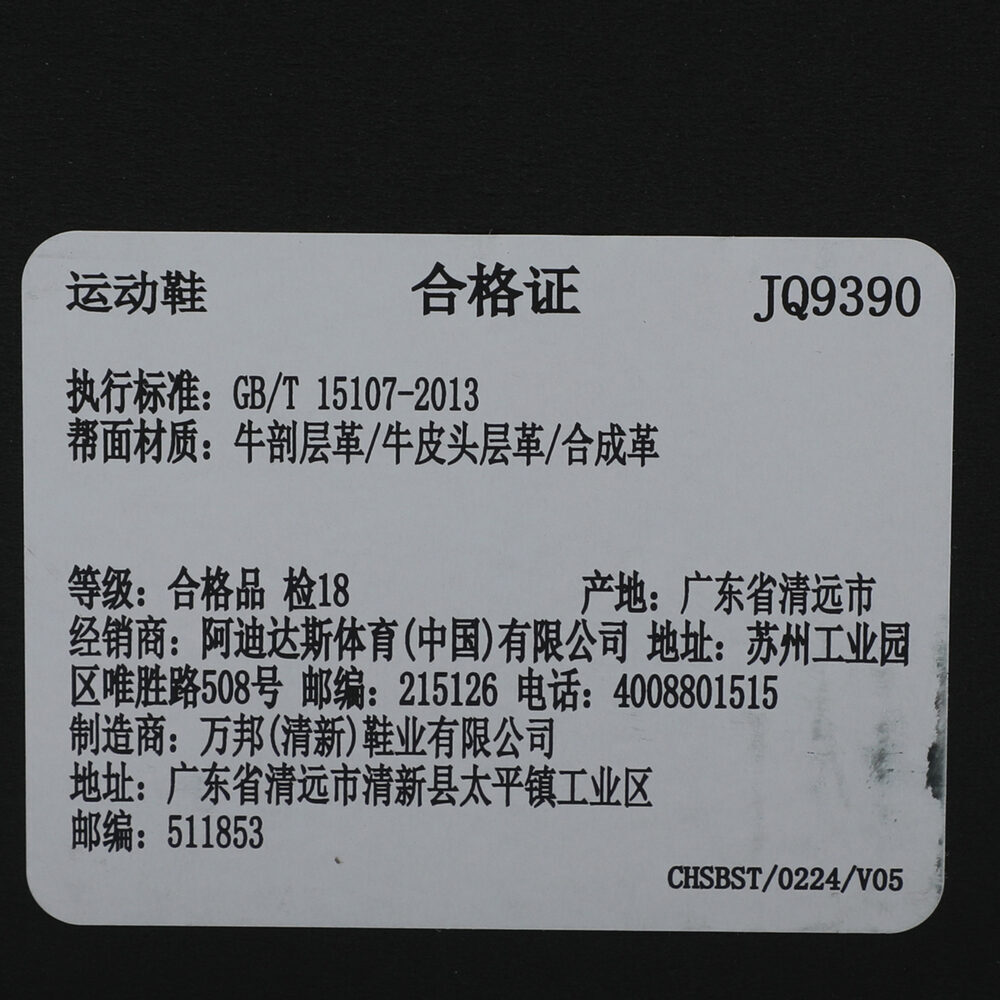 运动鞋 合格证 JQ9390
执行标准：GB/T 15107-2013
帮面材质：牛剖层革/牛皮头层革/合成革
等级：合格品 检18 产地：广东省清远市
经销商：阿迪达斯体育(中国)有限公司 地址：苏州工业园
区唯胜路508号 邮编：215126 电话：4008801515
制造商：万邦(清新)鞋业有限公司
地址：广东省清远市清新县太平镇工业区
邮编：511853
CHSBST/0224/V05